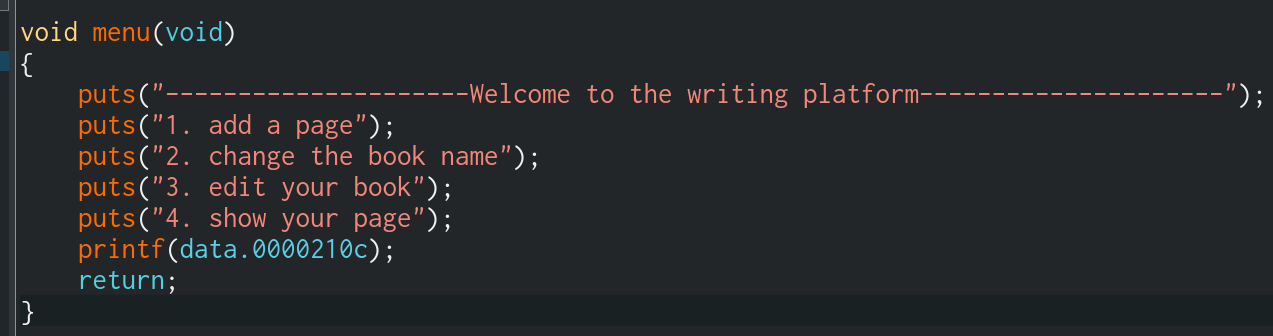 void menu(void)
{
    puts("---------------------Welcome to the writing platform---------------------");
    puts("1. add a page");
    puts("2. change the book name");
    puts("3. edit your book");
    puts("4. show your page");
    printf(data.0000210c);
    return;
}